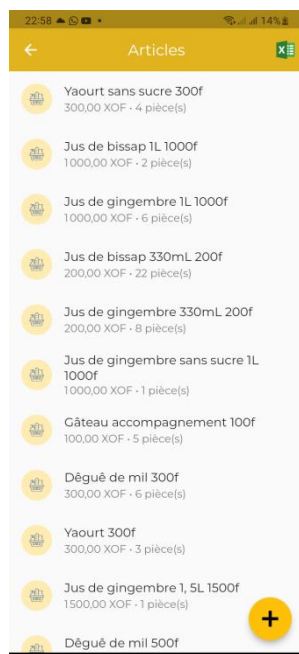 22:58
14%
Articles
Yaourt sans sucre 300f
300,00 XOF • 4 pièce(s)
Jus de bissap 1L 1000f
1000,00 XOF • 2 pièce(s)
Jus de gingembre 1L 1000f
1000,00 XOF • 6 pièce(s)
Jus de bissap 330mL 200f
200,00 XOF • 22 pièce(s)
Jus de gingembre 330mL 200f
200,00 XOF • 8 pièce(s)
Jus de gingembre sans sucre 1L
1000f
1000,00 XOF • 1 pièce(s)
Gâteau accompagnement 100f
100,00 XOF • 5 pièce(s)
Dêguê de mil 300f
300,00 XOF • 6 pièce(s)
Yaourt 300f
300,00 XOF • 3 pièce(s)
Jus de gingembre 1, 5L 1500f
1500,00 XOF • 1 pièce(s)
Dêguê de mil 500f